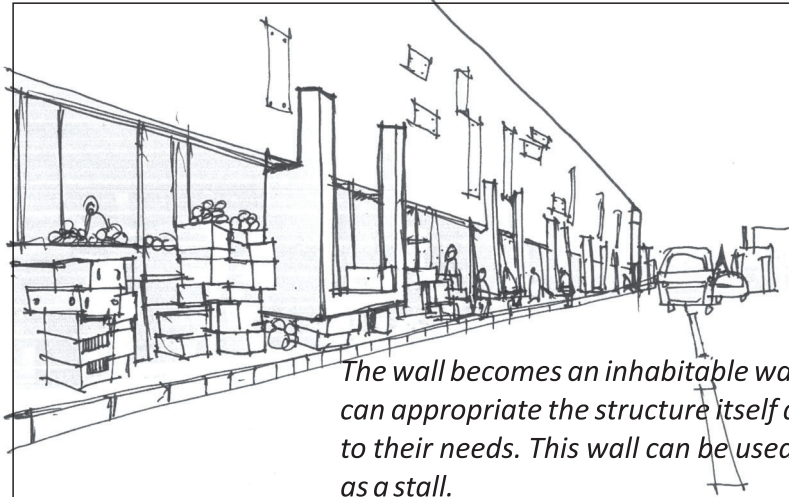 The wall becomes an inhabitable
can appropriate the structure itself
to their needs. This wall can be used
as a stall.